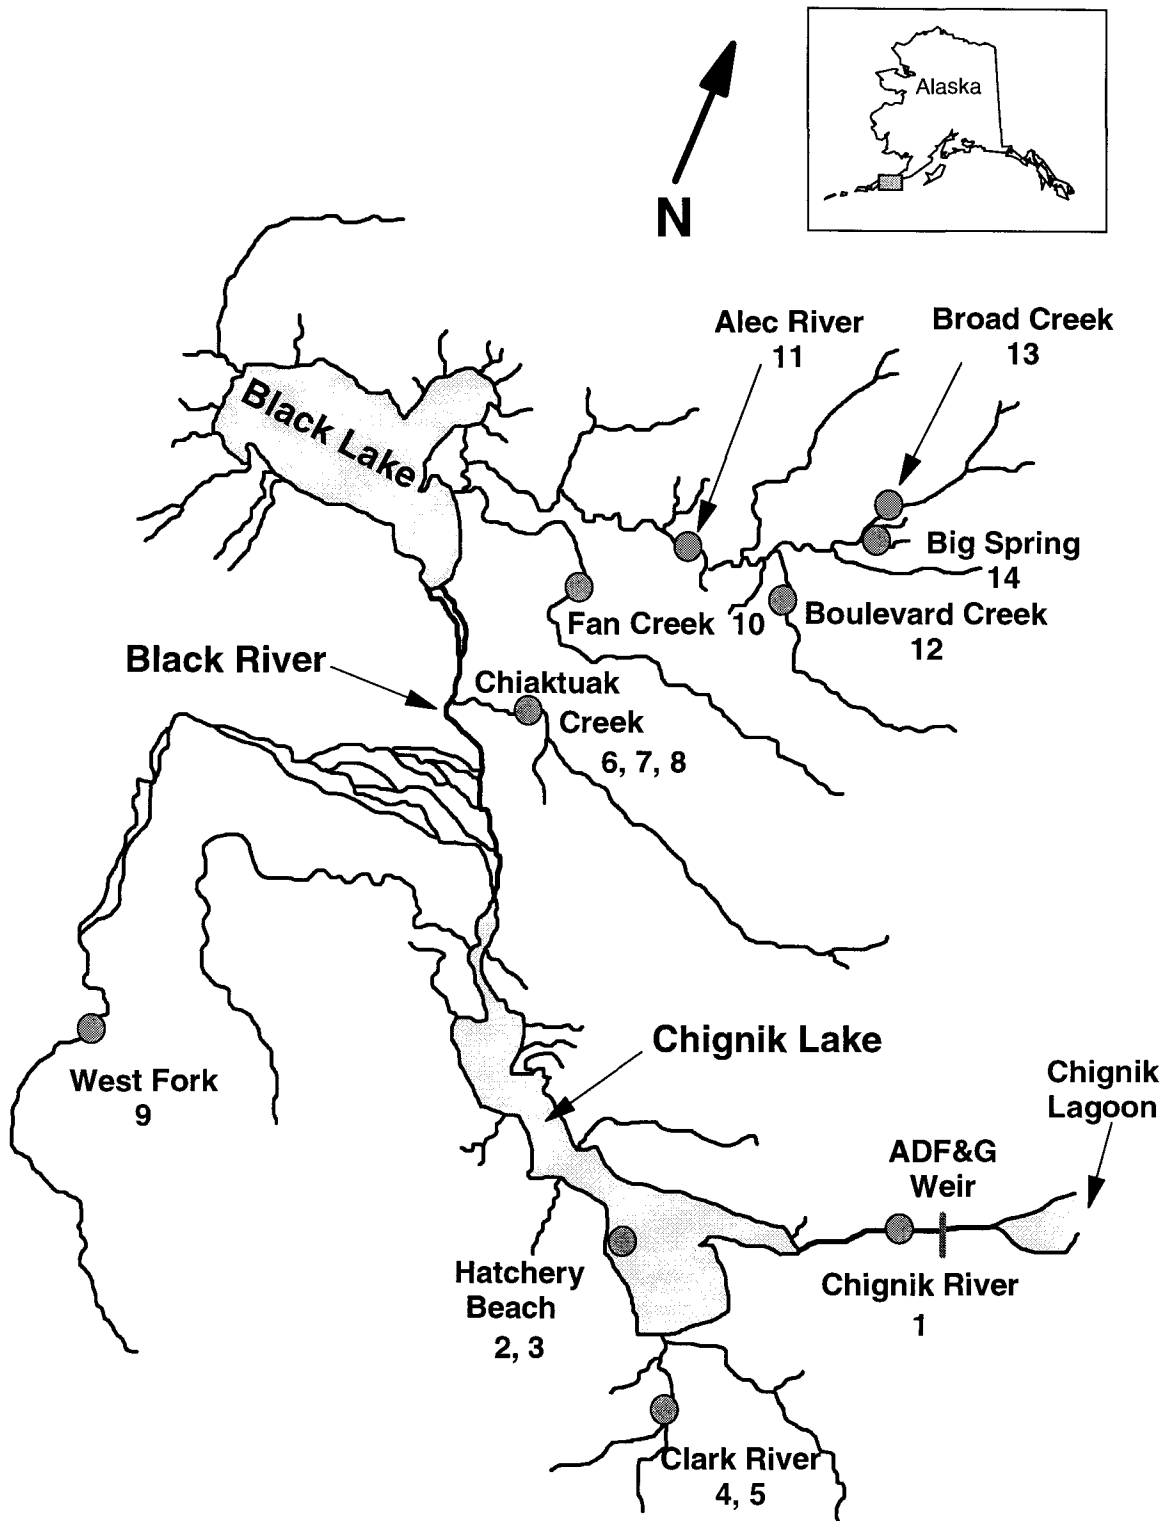 Alaska
N
Alec River
11
Broad Creek
13
Black Lake
Big Spring
14
Fan Creek 10
Boulevard Creek
12
Black River
Chiaktuak
Creek
6, 7, 8
Chignik Lake
West Fork
9
Chignik
Lagoon
ADF&G
Weir
Chignik River
1
Hatchery
Beach
2, 3
Clark River
4, 5